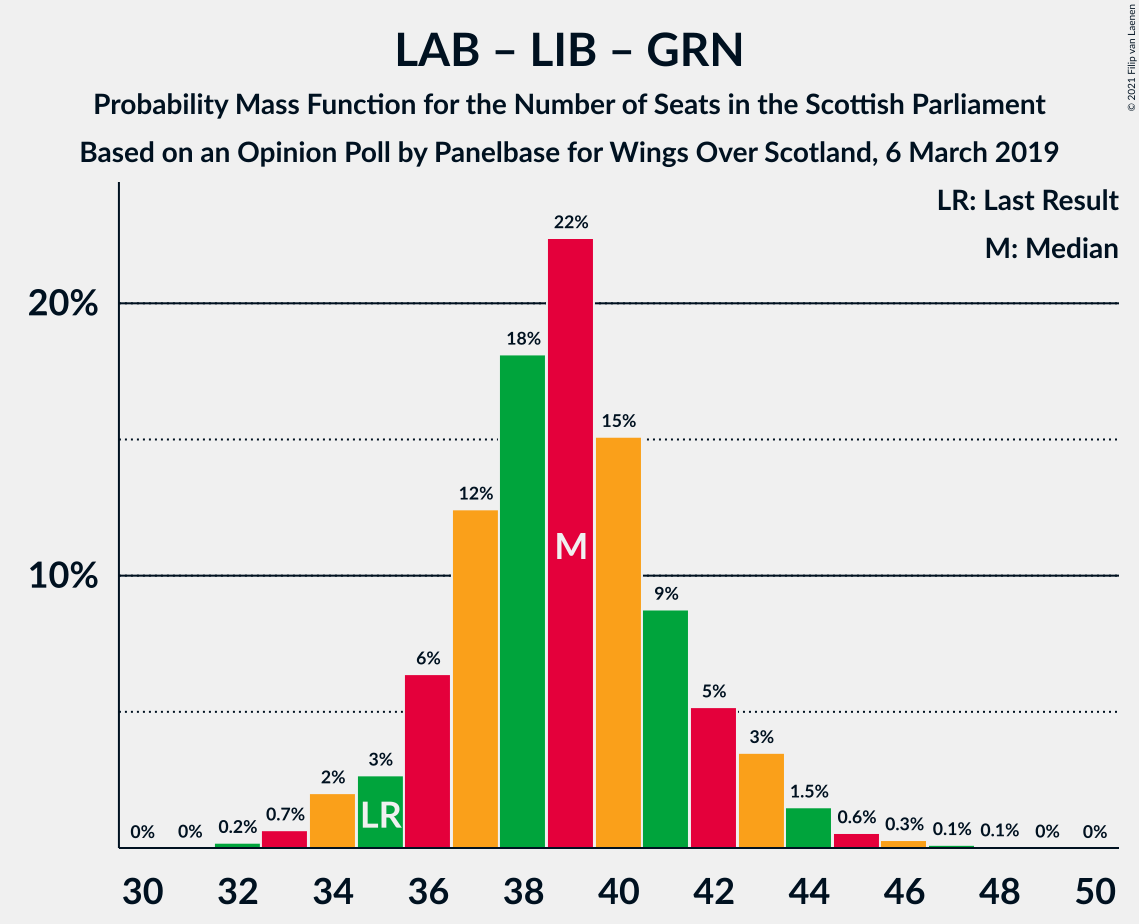 © 2021 Filip van Laenen
LAB – LIB – GRN
Probability Mass Function for the Number of Seats in the Scottish Parliament
Based on an Opinion Poll by Panelbase for Wings Over Scotland, 6 March 2019
LR: Last Result
M: Median
20%
10%
0%
0%
0.2%
0.7%
2%
3%
6%
12%
18%
22%
15%
9%
5%
3%
1.5%
0.6%
0.3%
0.1%
0.1%
0%
0%
LR
M
30 32 34 36 38 40 42 44 46 48 50